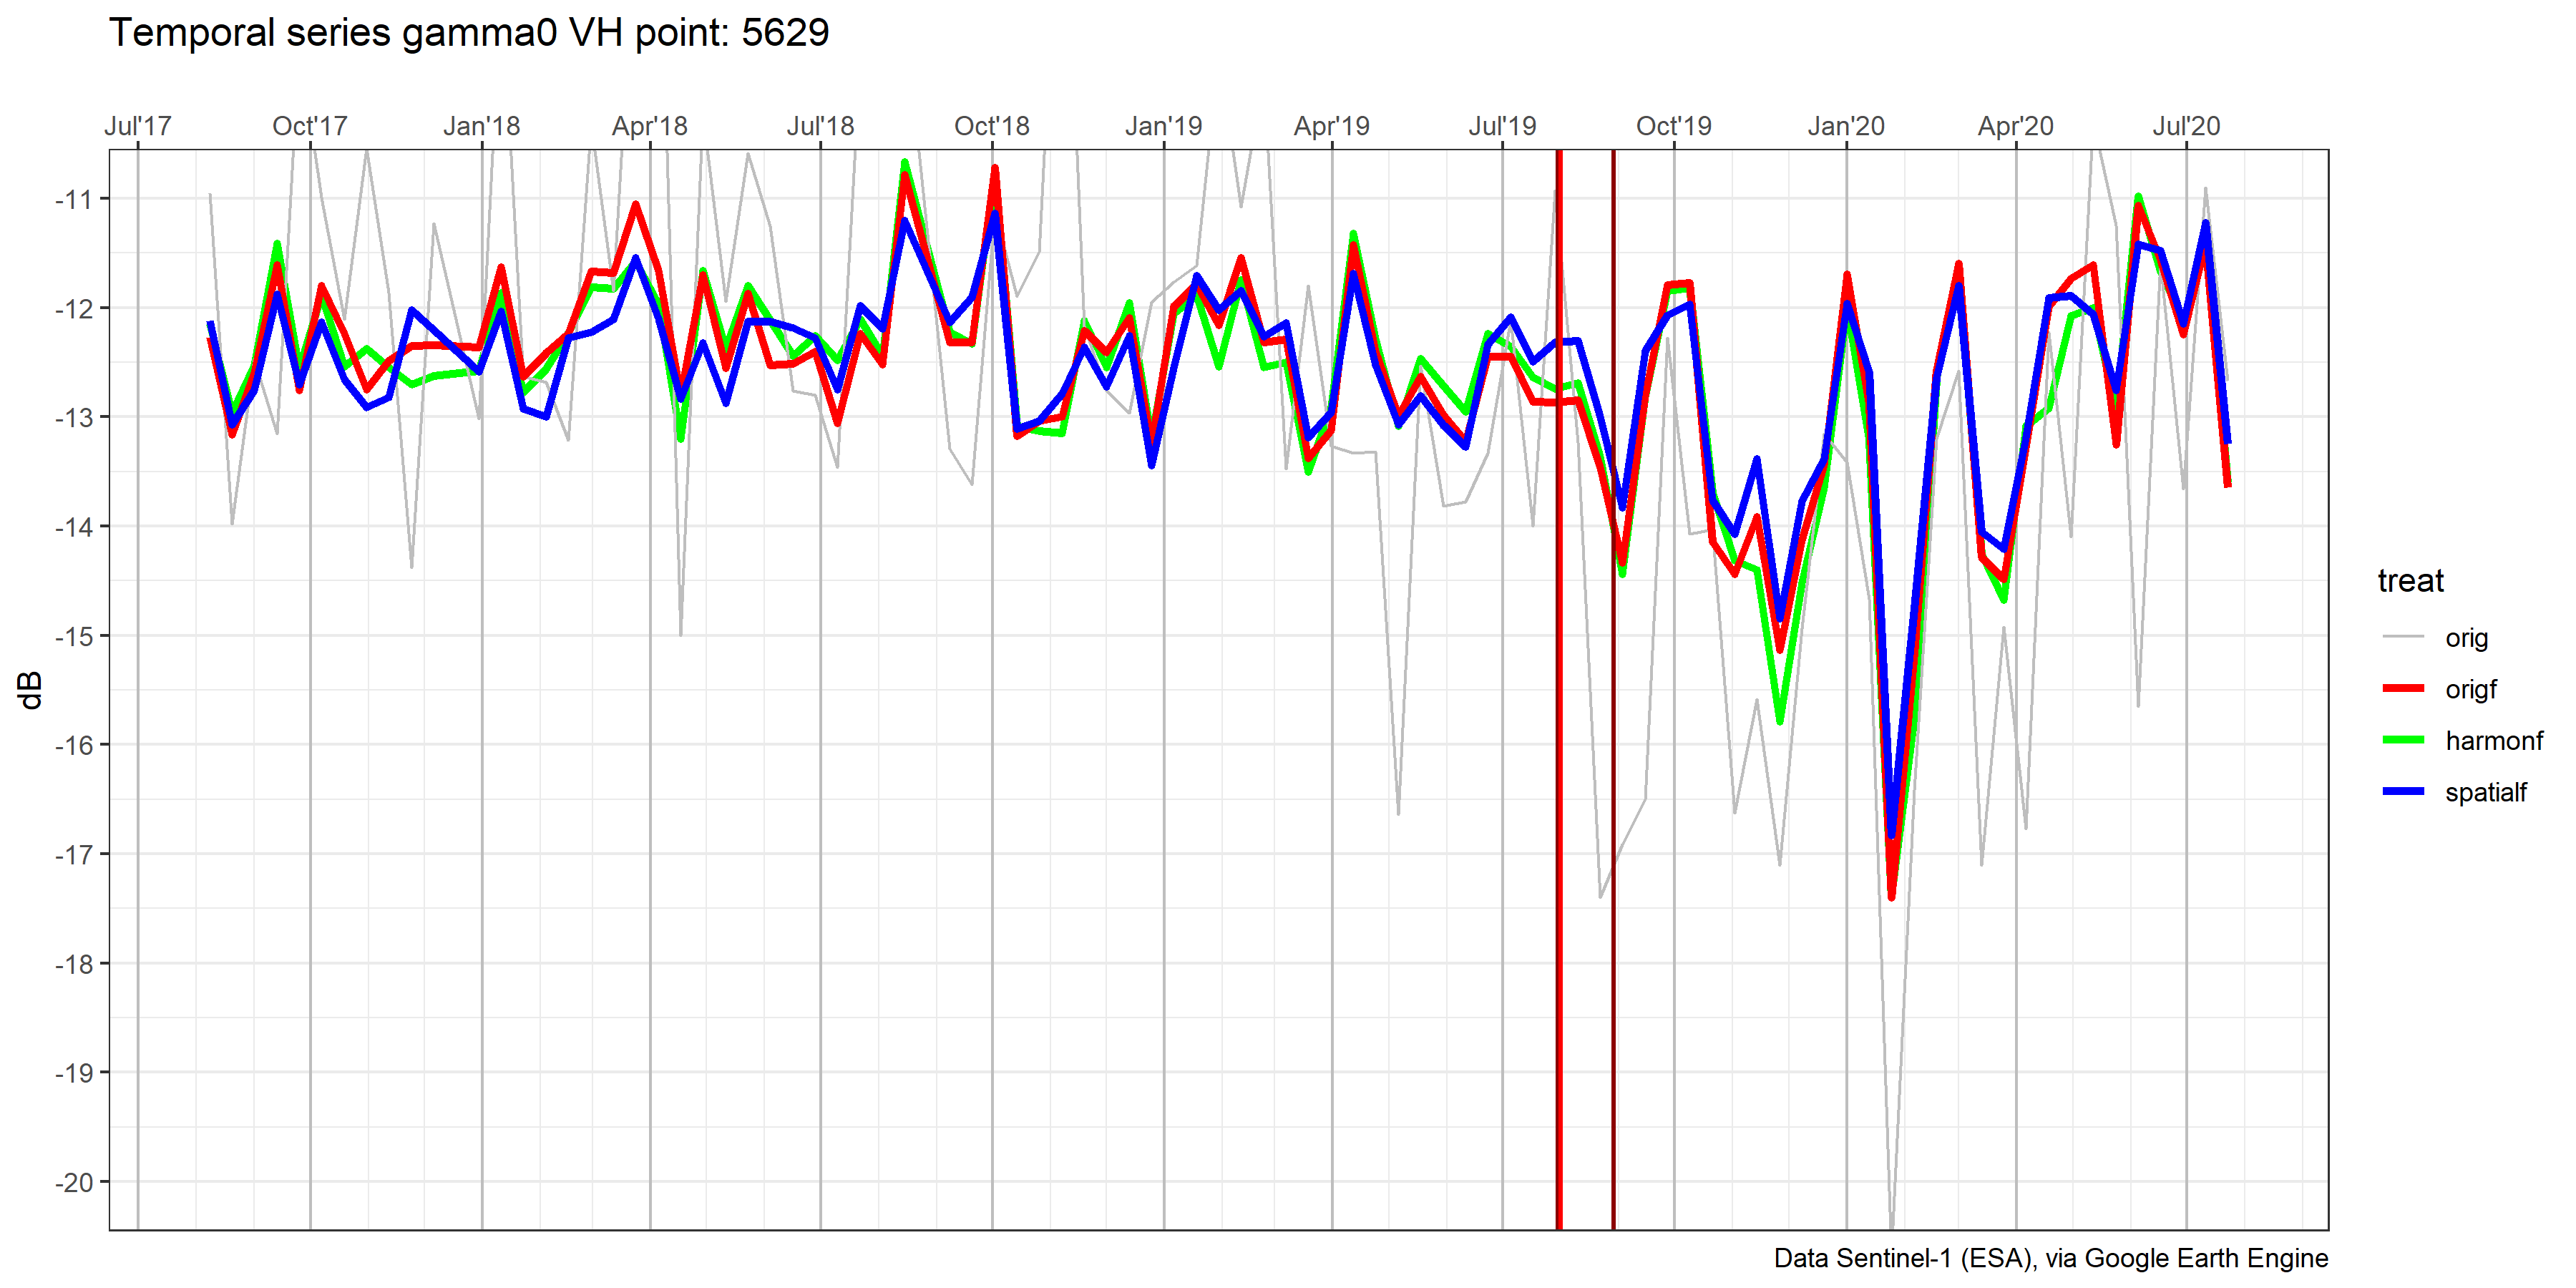 Temporal series gamma0 VH point: 5629
Jul'17 Oct'17 Jan'18 Apr'18 Jul'18 Oct'18 Jan'19 Apr'19 Jul'19 Oct'19 Jan'20 Apr'20 Jul'20
-11
-12
-13
-14
-15
-16
-17
-18
-19
-20
dB
treat
orig
origf
harmonf
spatialf
Data Sentinel-1 (ESA), via Google Earth Engine